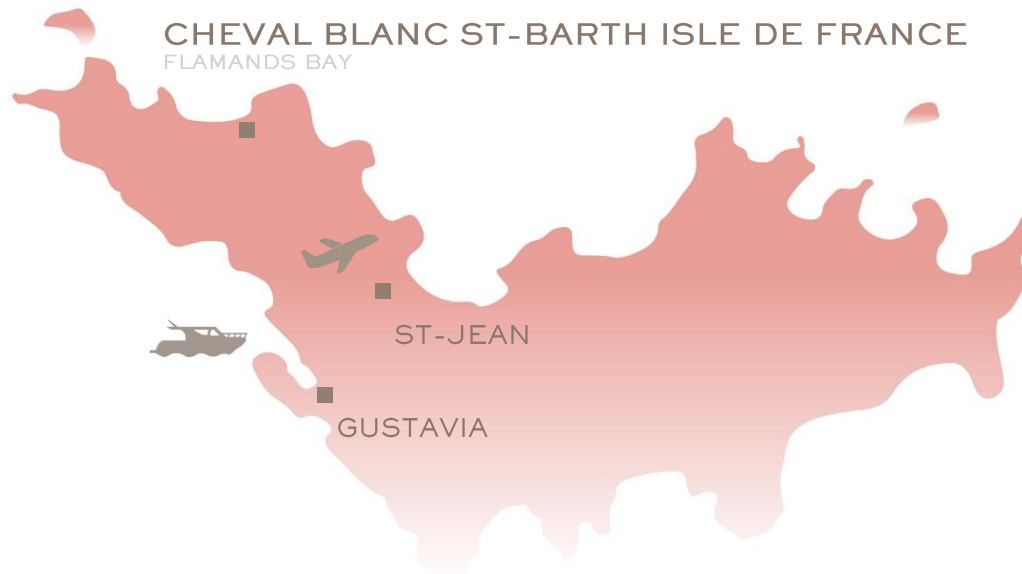 CHEVAL BLANC ST-BARTH ISLE DE FRANCE
FLAMANDS BAY
ST-JEAN
GUSTAVIA